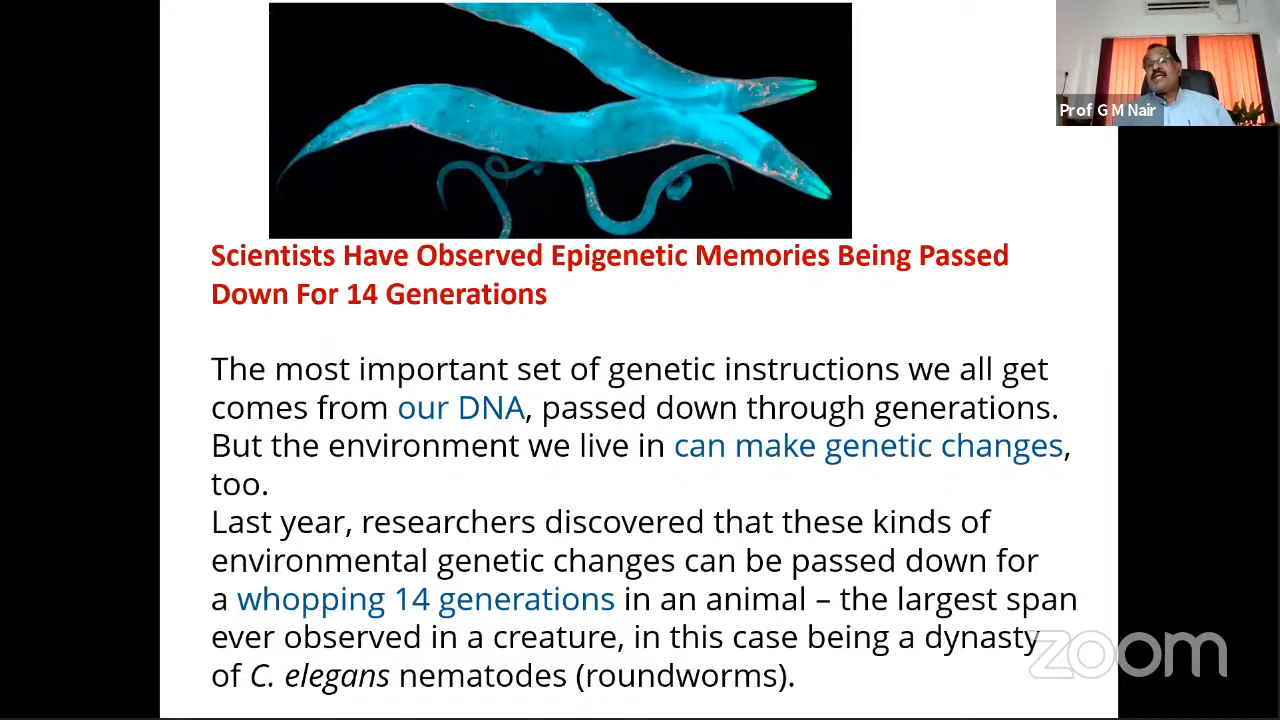 Prof G M Nair
Scientists Have Observed Epigenetic Memories Being Passed
Down For 14 Generations
The most important set of genetic instructions we all get
comes from our DNA, passed down through generations.
But the environment we live in can make genetic changes,
too.
Last year, researchers discovered that these kinds of
environmental genetic changes can be passed down for
a whopping 14 generations in an animal – the largest span
ever observed in a creature, in this case being a dynasty
of C. elegans nematodes (roundworms).
zoom